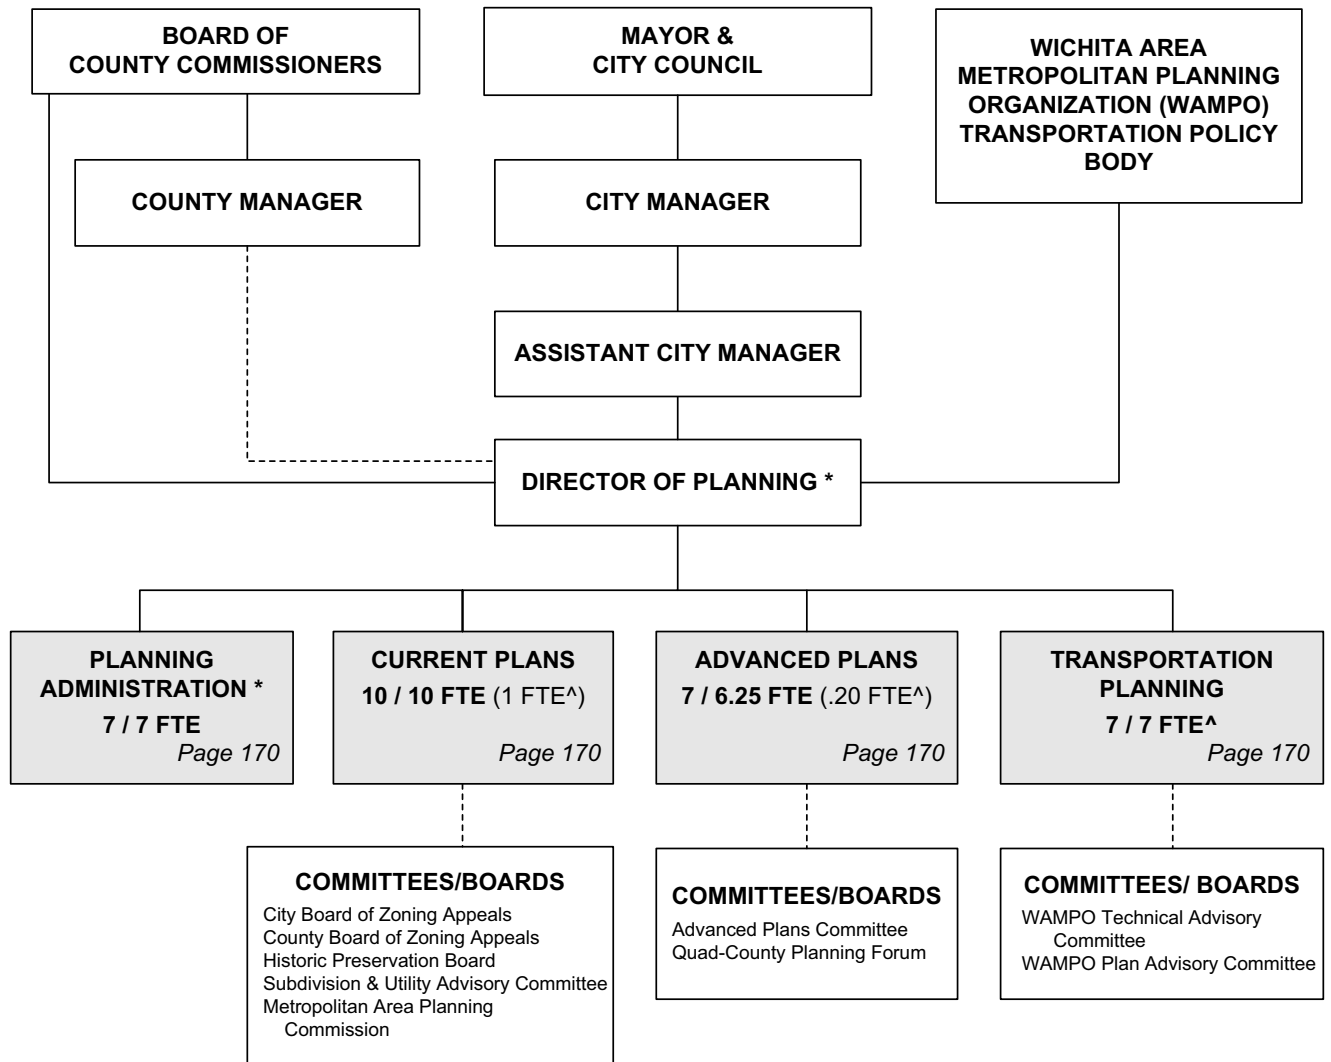 BOARD OF
COUNTY COMMISSIONERS
MAYOR &
CITY COUNCIL
WICHITA AREA
METROPOLITAN PLANNING
ORGANIZATION (WAMPO)
TRANSPORTATION POLICY
BODY
COUNTY MANAGER
CITY MANAGER
ASSISTANT CITY MANAGER
DIRECTOR OF PLANNING *
PLANNING
ADMINISTRATION *
7 / 7 FTE
Page 170
CURRENT PLANS
10 / 10 FTE (1 FTE^)
Page 170
ADVANCED PLANS
7 / 6.25 FTE (.20 FTE^)
Page 170
TRANSPORTATION
PLANNING
7 / 7 FTE^
Page 170
COMMITTEES/BOARDS
City Board of Zoning Appeals
County Board of Zoning Appeals
Historic Preservation Board
Subdivision & Utility Advisory Committee
Metropolitan Area Planning
Commission
COMMITTEES/BOARDS
Advanced Plans Committee
Quad-County Planning Forum
COMMITTEES/ BOARDS
WAMPO Technical Advisory
Committee
WAMPO Plan Advisory Committee